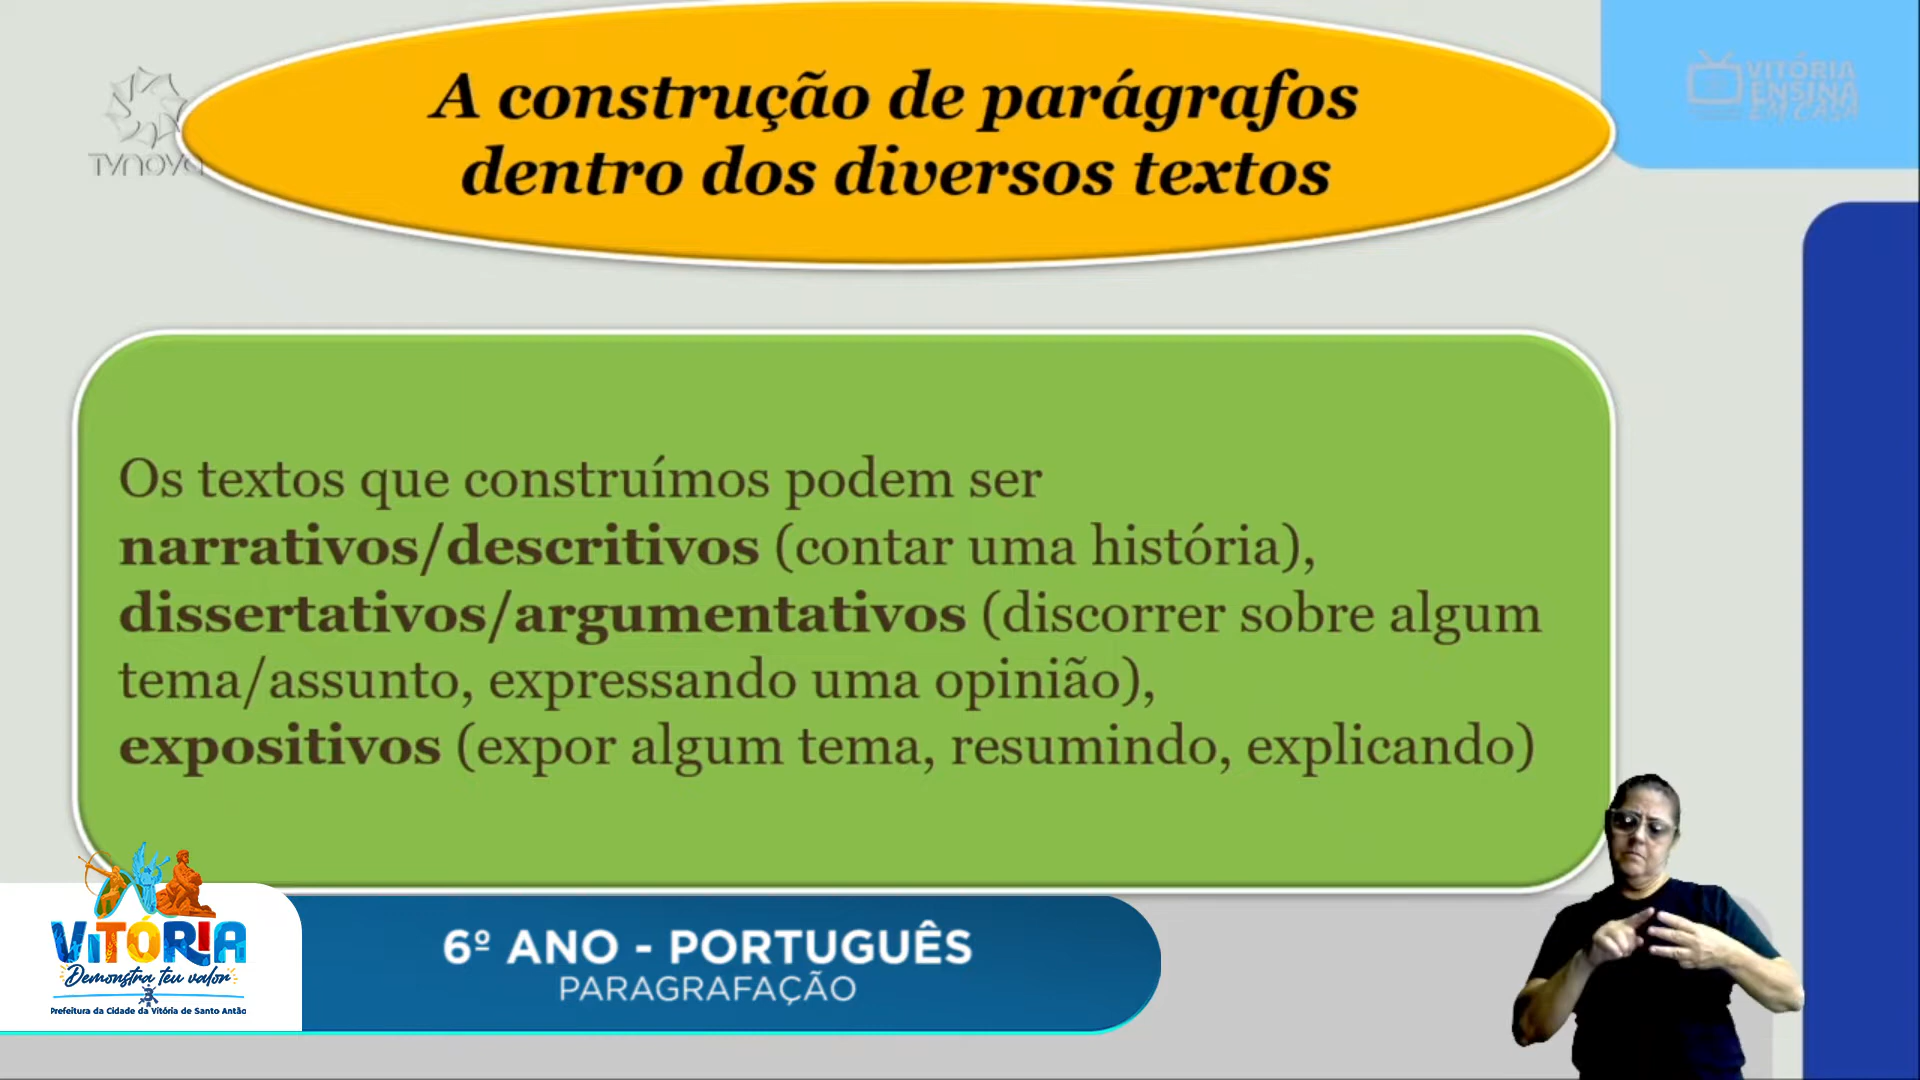 A construção de parágrafos
dentro dos diversos textos
TVNOVA
VITÓRIA
ENSINA
EM CASA
Os textos que construímos podem ser
narrativos/descritivos (contar uma história),
dissertativos/argumentativos (discorrer sobre algum
tema/assunto, expressando uma opinião),
expositivos (expor algum tema, resumindo, explicando)
VITÓRIA
Demonstra teu valor
Prefeitura da Cidade da Vitória de Santo Antão
6º ANO - PORTUGUÊS
PARAGRAFAÇÃO